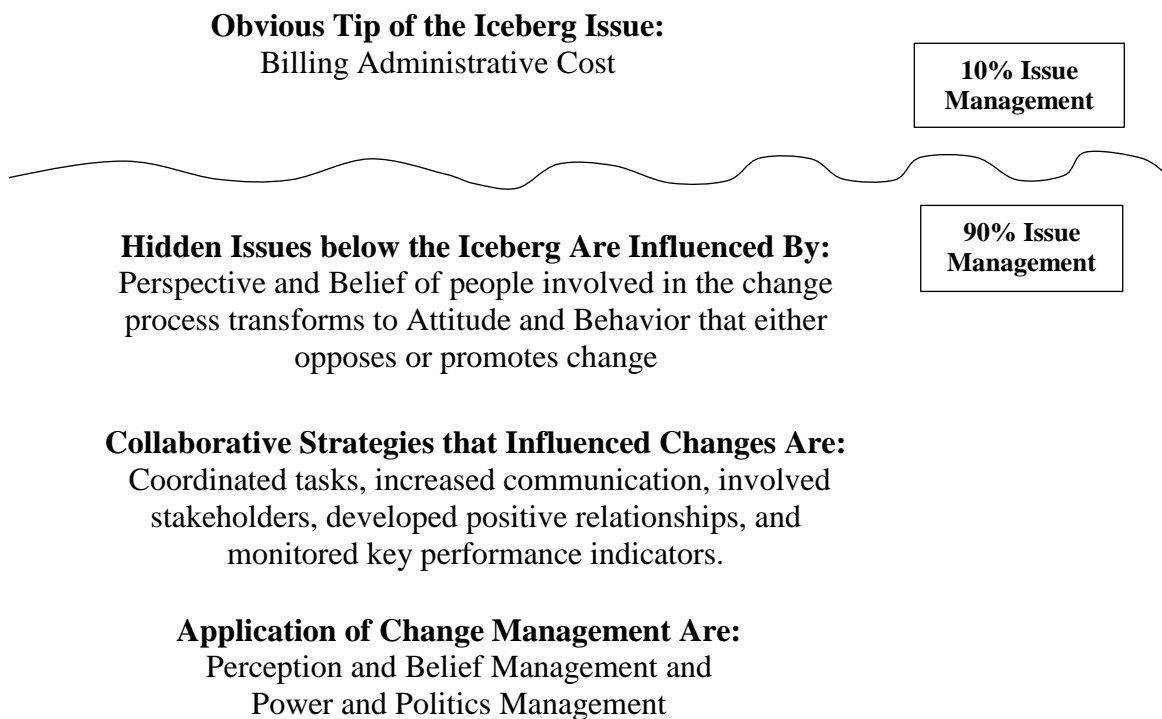 Obvious Tip of the Iceberg Issue:
Billing Administrative Cost
10% Issue
Management
90% Issue
Management
Hidden Issues below the Iceberg Are Influenced By:
Perspective and Belief of people involved in the change
process transforms to Attitude and Behavior that either
opposes or promotes change
Collaborative Strategies that Influenced Changes Are:
Coordinated tasks, increased communication, involved
stakeholders, developed positive relationships, and
monitored key performance indicators.
Application of Change Management Are:
Perception and Belief Management and
Power and Politics Management